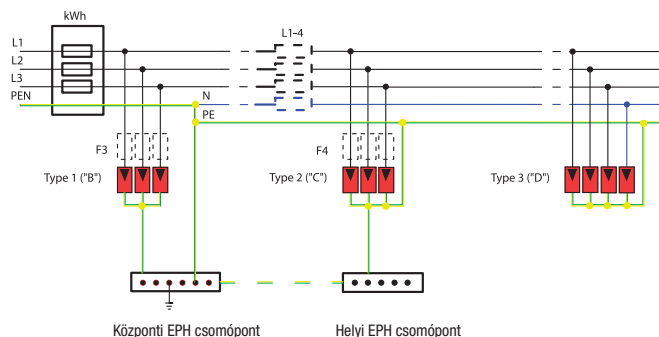 kWh
L1-4
L1
L2
L3
PEN
N
PE
F3
F4
Type 1 ("B")
Type 2 ("C")
Type 3 ("D")
Központi EPH csomópont
Helyi EPH csomópont